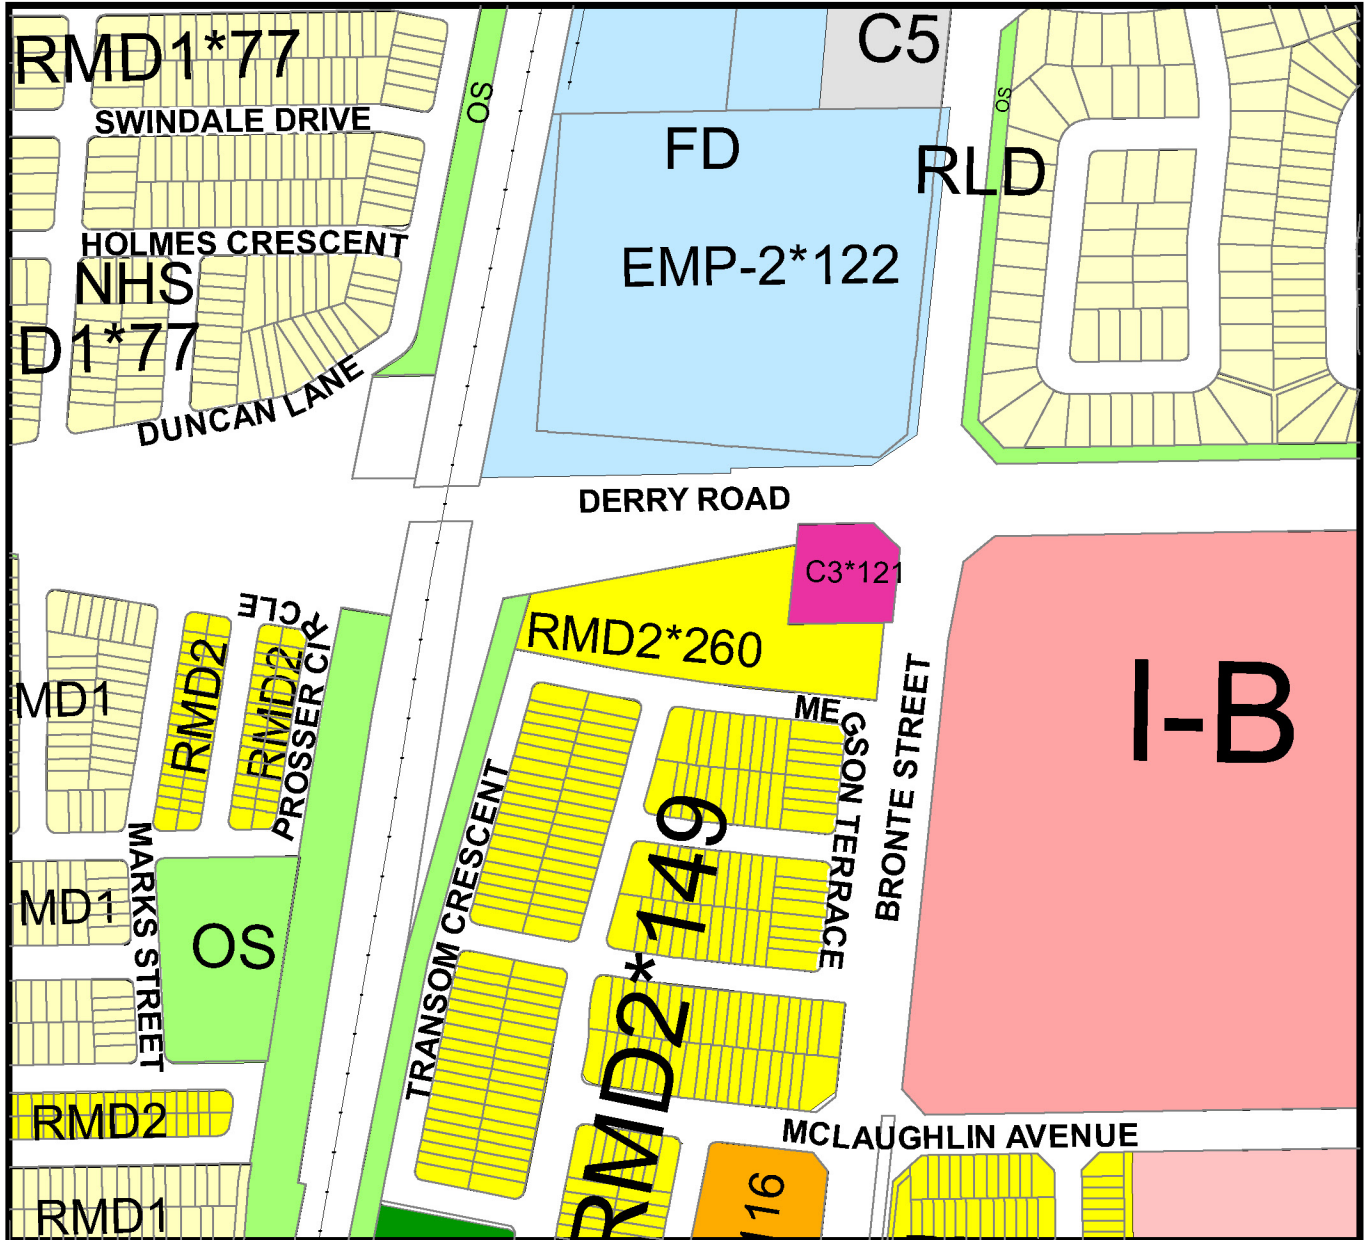 RMD1*77
C5
OS
OS
SWINDALE DRIVE
FD
RLD
HOLMES CRESCENT
NHS
EMP-2*122
D1*77
DUNCAN LANE
DERRY ROAD
C3*121
PROSSER CIRCLE
RMD2*260
MD1
RMD2
RMD2
I-B
MEGSON TERRACE
BRONTE STREET
TRANSOM CRESCENT
RMD2*149
MARKS STREET
MD1
OS
RMD2
MCLAUGHLIN AVENUE
RMD1
116